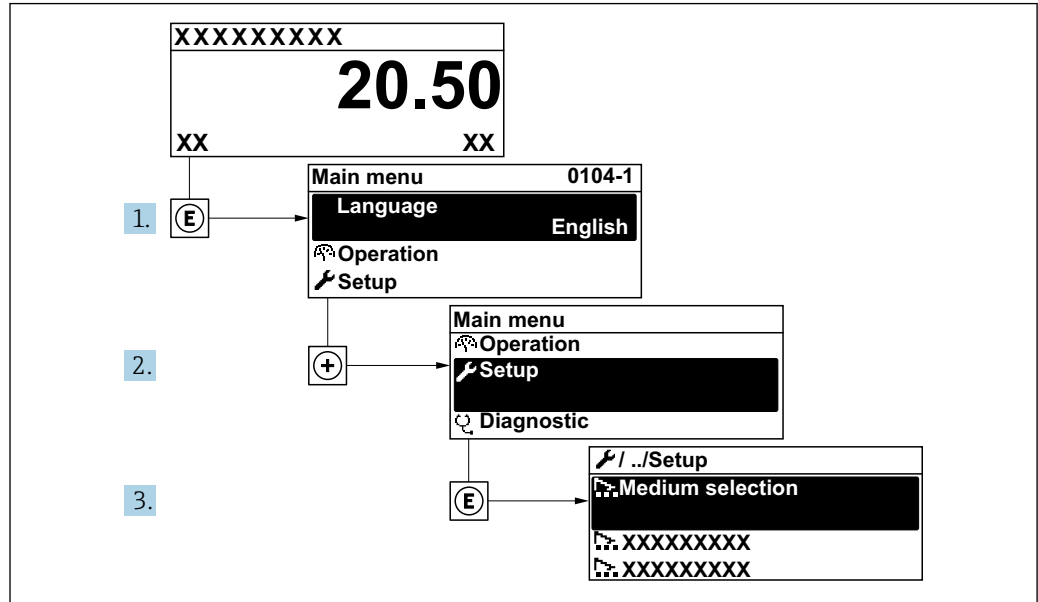 XXXXXXXXX
20.50
XX XX
Main menu 0104-1
1. E Language
English
Operation
Setup
Main menu
Operation
2. + Setup
Diagnostic
/ ../Setup
3. E Medium selection
XXXXXXXXX
XXXXXXXXX